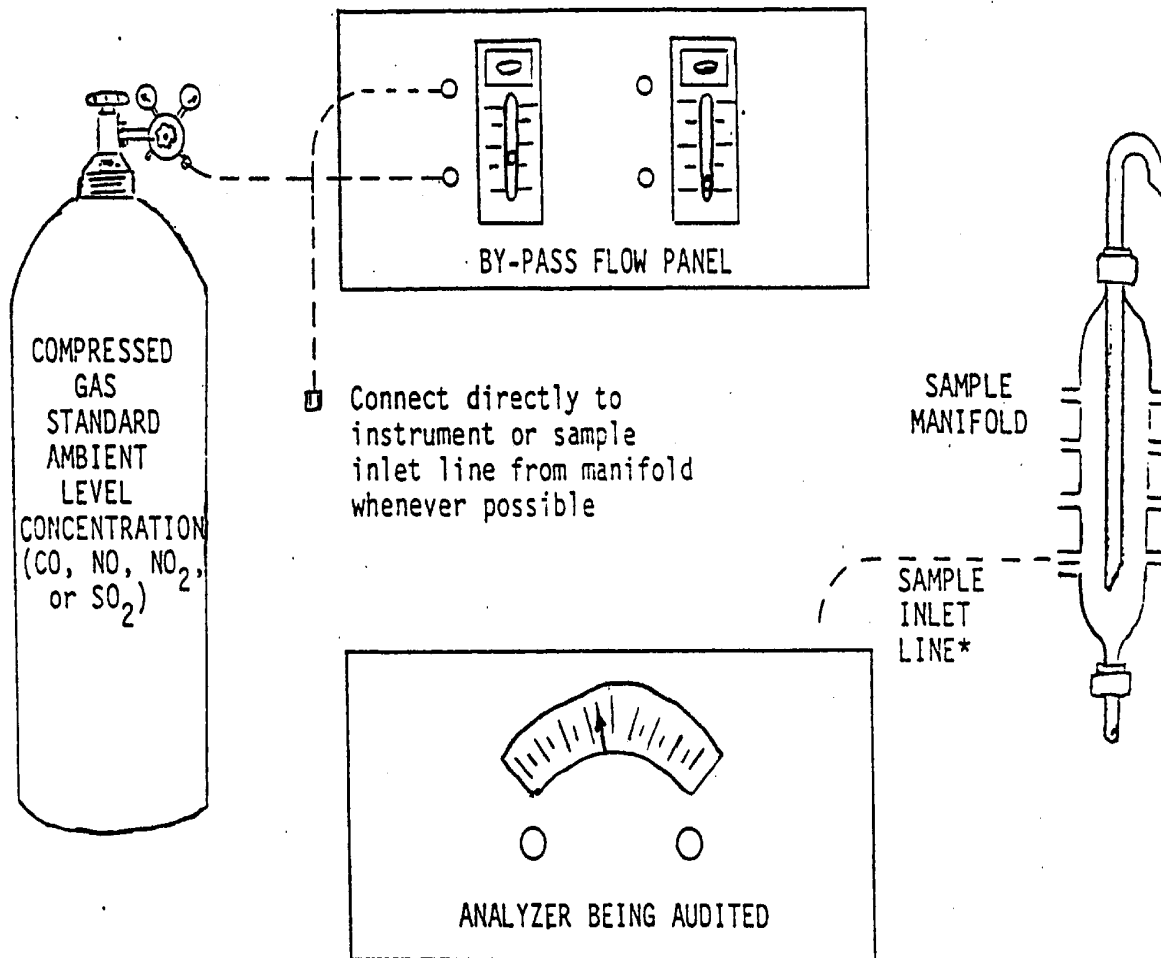 BY-PASS FLOW PANEL
COMPRESSED
GAS
STANDARD
AMBIENT
LEVEL
CONCENTRATION
(CO, NO, NO2,
or SO2)
Connect directly to
instrument or sample
inlet line from manifold
whenever possible
SAMPLE
MANIFOLD
SAMPLE
INLET
LINE*
ANALYZER BEING AUDITED